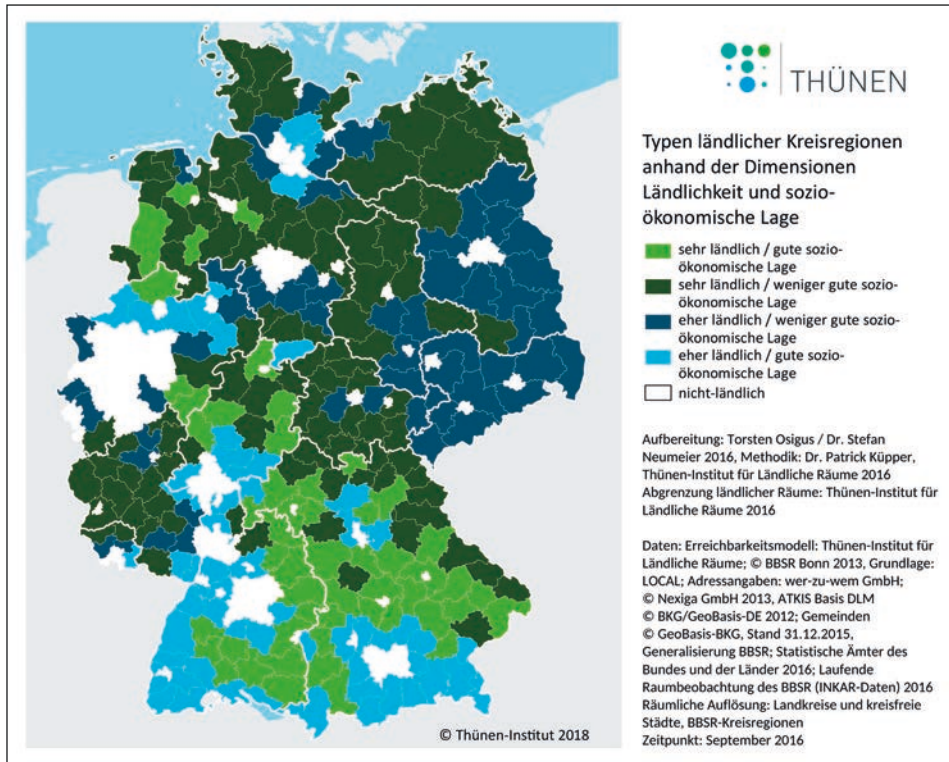 THÜNEN
Typen ländlicher Kreisregionen
anhand der Dimensionen
Ländlichkeit und sozio-
ökonomische Lage
sehr ländlich / gute sozio-
ökonomische Lage
sehr ländlich / weniger gute sozio-
ökonomische Lage
eher ländlich / weniger gute sozio-
ökonomische Lage
eher ländlich / gute sozio-
ökonomische Lage
nicht-ländlich
Aufbereitung: Torsten Osigus / Dr. Stefan
Neumeier 2016, Methodik: Dr. Patrick Küpper,
Thünen-Institut für Ländliche Räume 2016
Abgrenzung ländlicher Räume: Thünen-Institut für
Ländliche Räume 2016
Daten: Erreichbarkeitsmodell: Thünen-Institut für
Ländliche Räume; © BBSR Bonn 2013, Grundlage:
LOCAL; Adressangaben: wer-zu-wem GmbH;
© Nexiga GmbH 2013, ATKIS Basis DLM
© BKG/GeoBasis-DE 2012; Gemeinden
© GeoBasis-BKG, Stand 31.12.2015,
Generalisierung BBSR; Statistische Ämter des
Bundes und der Länder 2016; Laufende
Raumbeobachtung des BBSR (INKAR-Daten) 2016
Räumliche Auflösung: Landkreise und kreisfreie
Städte, BBSR-Kreisregionen
Zeitpunkt: September 2016
© Thünen-Institut 2018